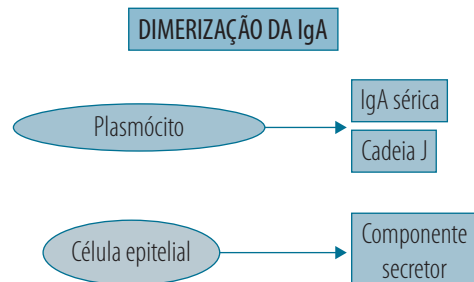 DIMERIZAÇÃO DA IgA
Plasmócito
IgA sérica
Cadeia J
Célula epitelial
Componente
secretor